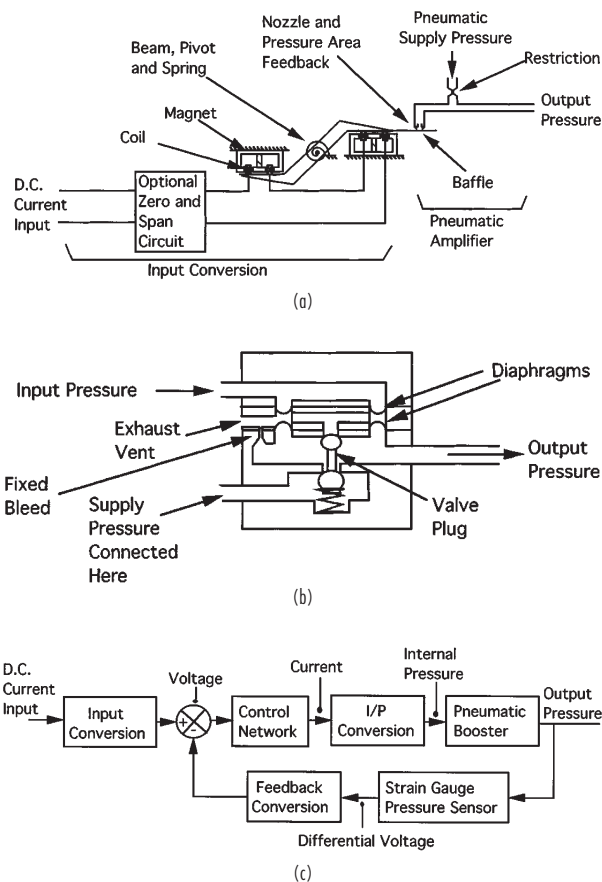 Nozzle and
Pressure Area
Feedback
Pneumatic
Supply Pressure
Restriction
Beam, Pivot
and Spring
Output
Pressure
Magnet
Coil
N
N
D.C.
Current
Input
Optional
Zero and
Span
Circuit
Baffle
Pneumatic
Amplifier
Input Conversion
(a)
Input Pressure
Diaphragms
Exhaust
Vent
Output
Pressure
Fixed
Bleed
Supply
Pressure
Connected
Here
Valve
Plug
(b)
D.C.
Current
Input
Voltage
Current
Internal
Pressure
Output
Pressure
Input
Conversion
+
-
Control
Network
I/P
Conversion
Pneumatic
Booster
Feedback
Conversion
Strain Gauge
Pressure Sensor
Differential Voltage
(c)